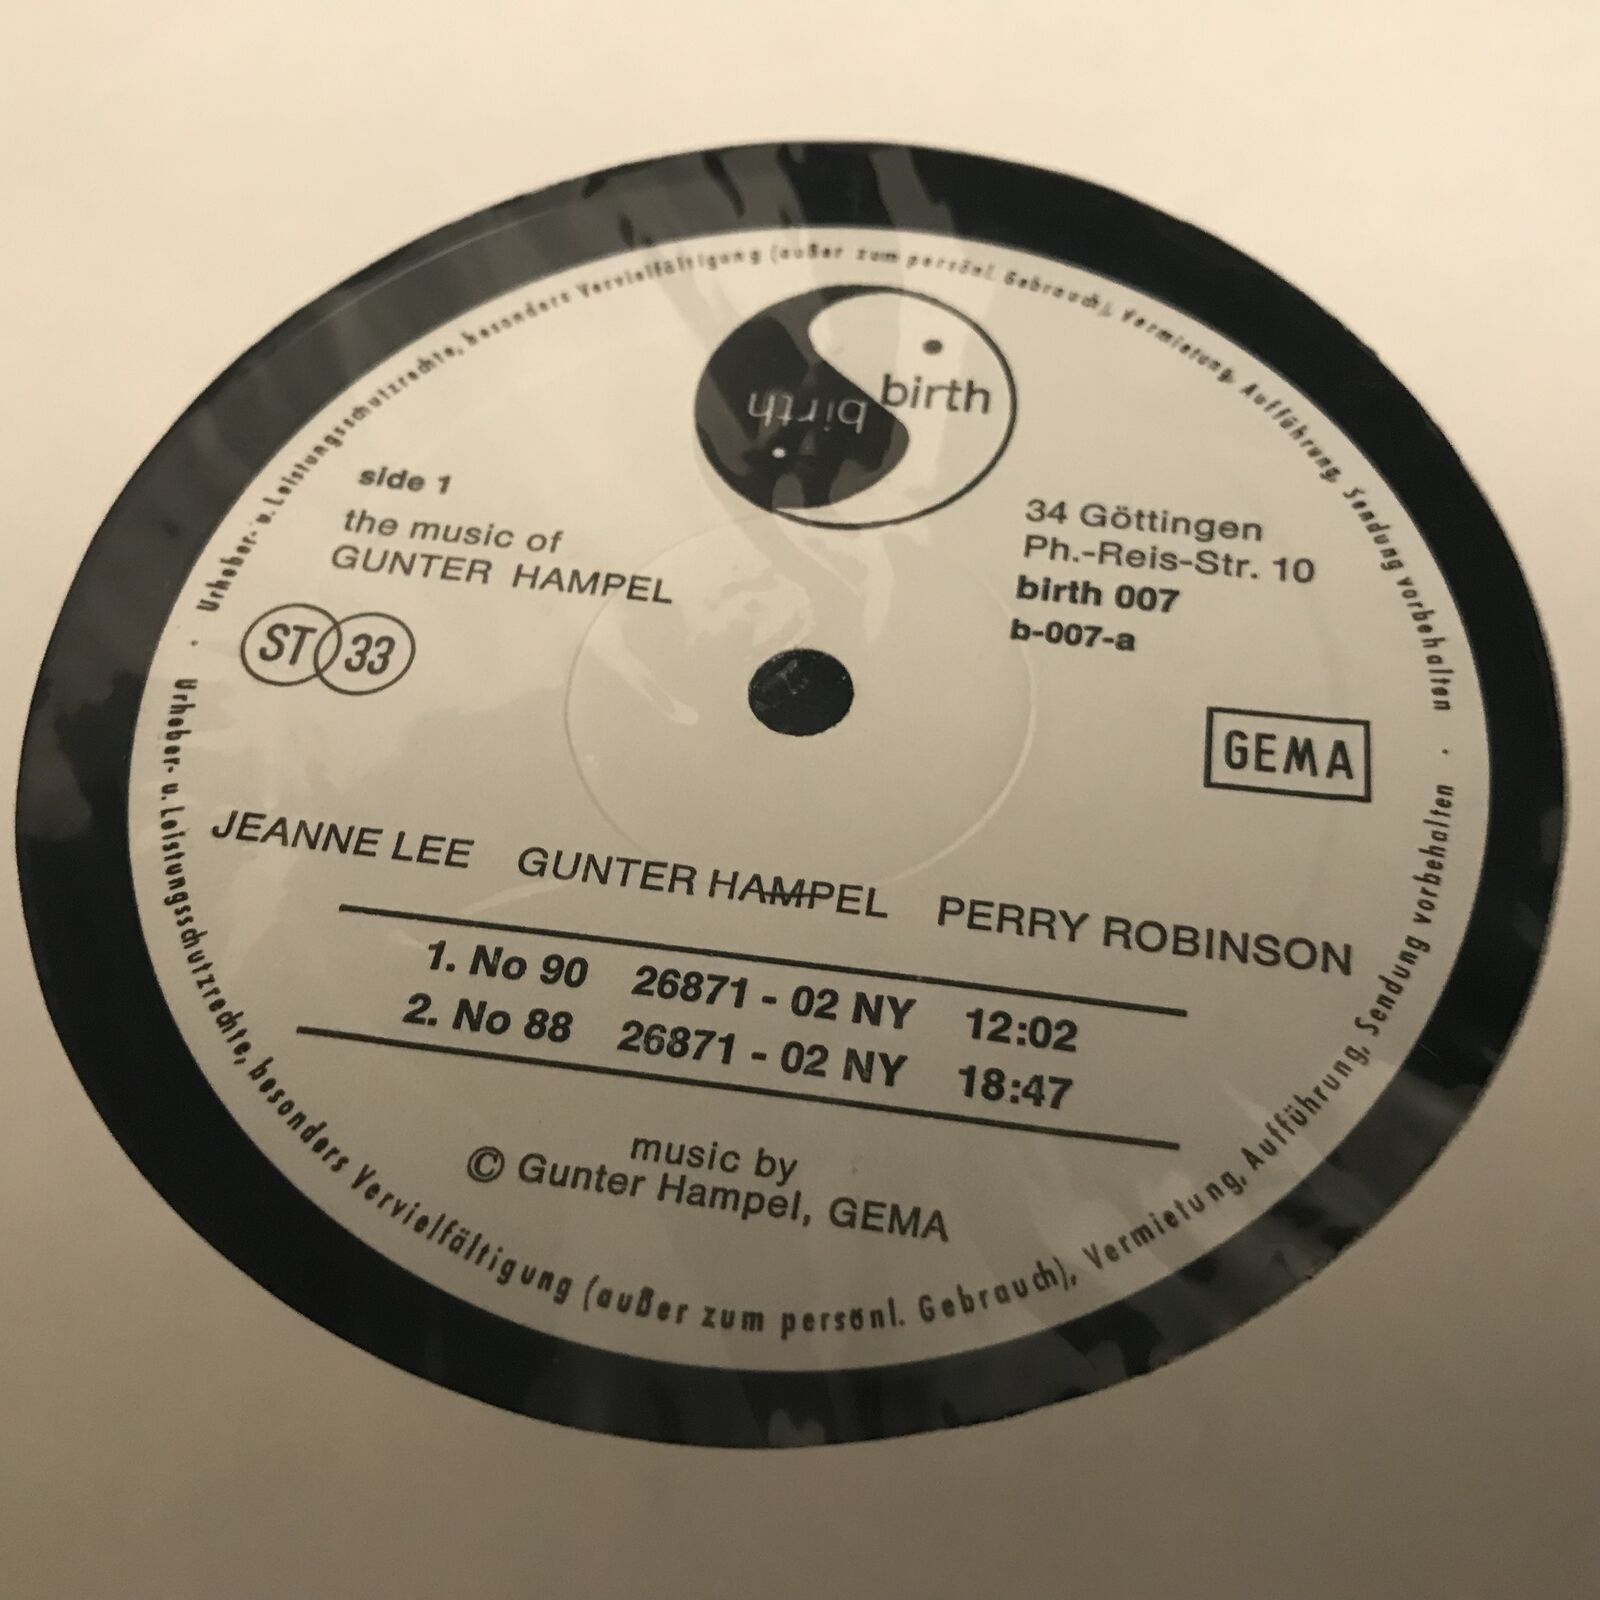 · Urheber- u. Leistungsschutzrechte, besonders Vervielfältigung (außer zum persönl. Gebrauch), Vermietung, Aufführung, Sendung vorbehalten
birth
birth
side 1
the music of
GUNTER HAMPEL
ST 33
34 Göttingen
Ph.-Reis-Str. 10
birth 007
b-007-a
GEMA
JEANNE LEE GUNTER HAMPEL PERRY ROBINSON
1. No 90 26871 - 02 NY 12:02
2. No 88 26871 - 02 NY 18:47
music by
© Gunter Hampel, GEMA
Urheber- u. Leistungsschutzrechte, besonders Vervielfältigung (außer zum persönl. Gebrauch), Vermietung, Aufführung, Sendung vorbehalten ·